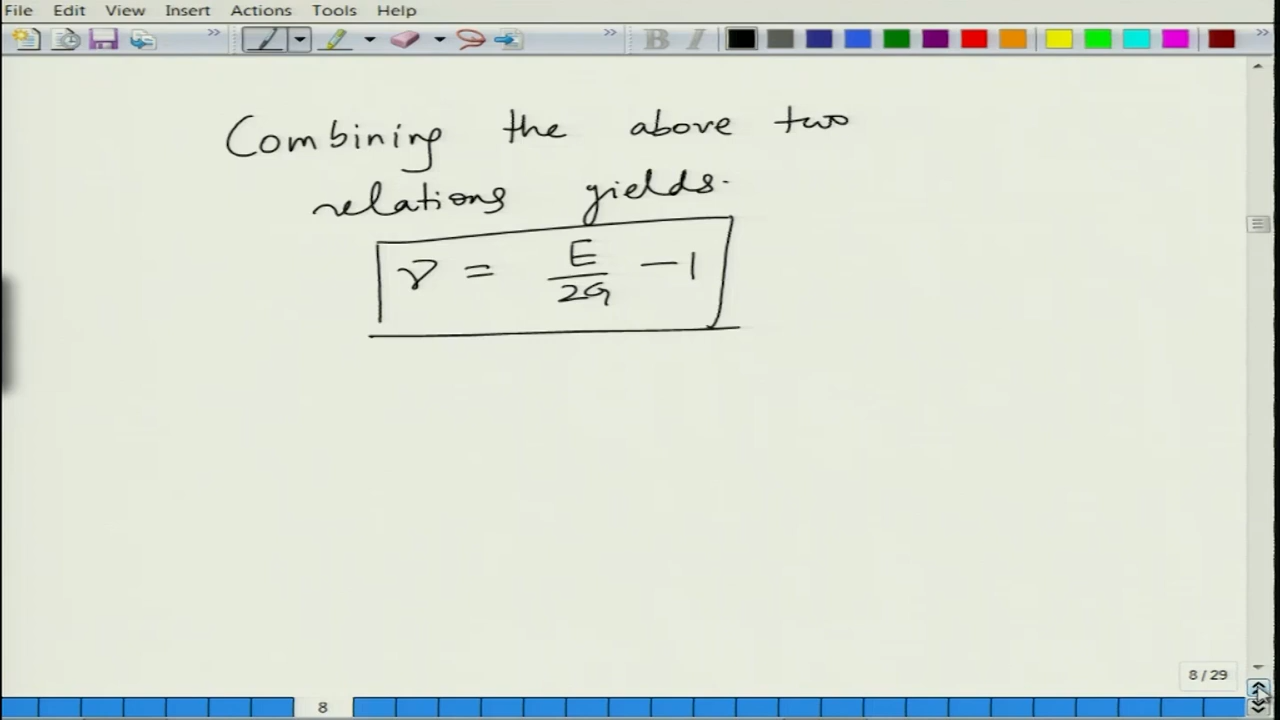 File Edit View Insert Actions Tools Help
B I
Combining the above two
relations yields.
ν = E/2G - 1
8 / 29
8